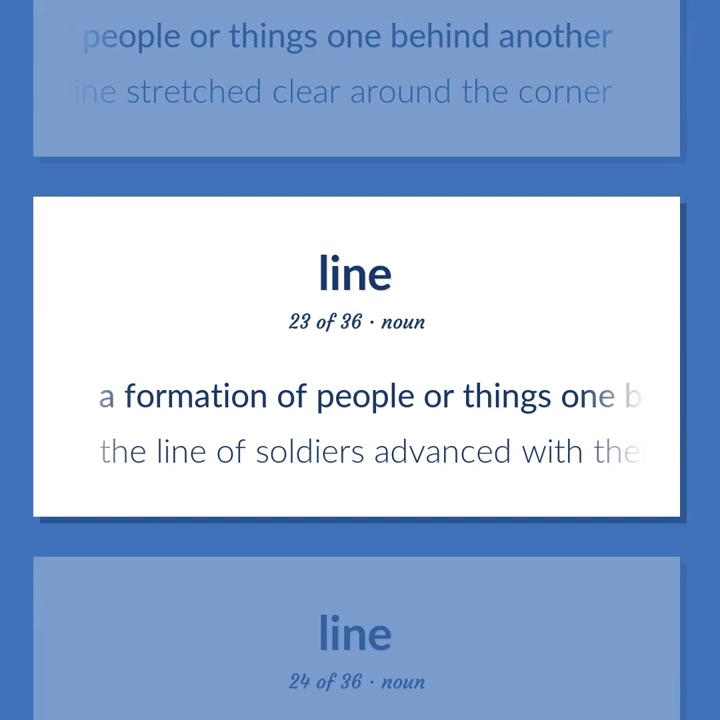 people or things one behind another
line stretched clear around the corner
line
23 of 36 · noun
a formation of people or things one b
the line of soldiers advanced with the
line
24 of 36 · noun